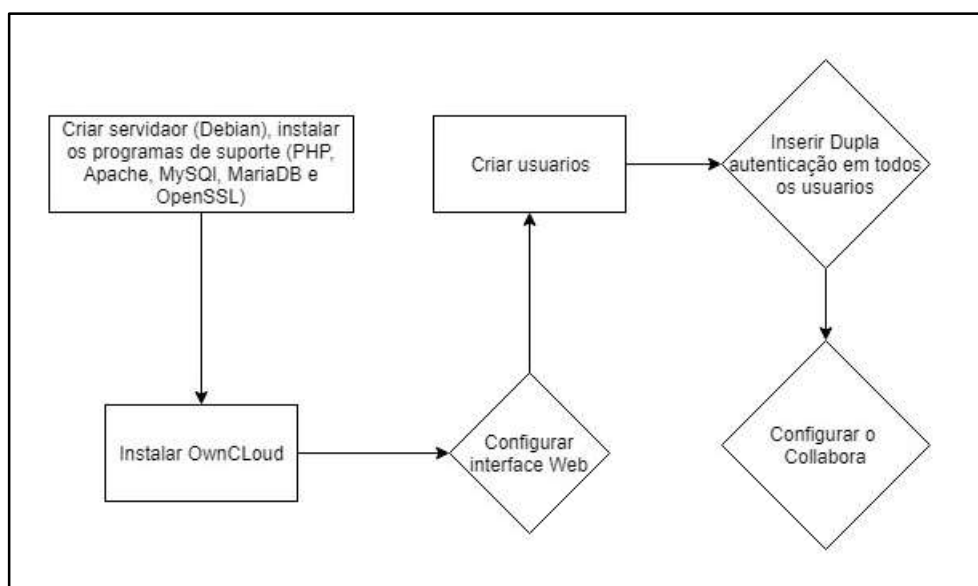 Criar servidaor (Debian), instalar
os programas de suporte (PHP,
Apache, MySQl, MariaDB e
OpenSSL)
Instalar OwnCLoud
Configurar
interface Web
Criar usuarios
Inserir Dupla
autenticação em todos
os usuarios
Configurar o
Collabora